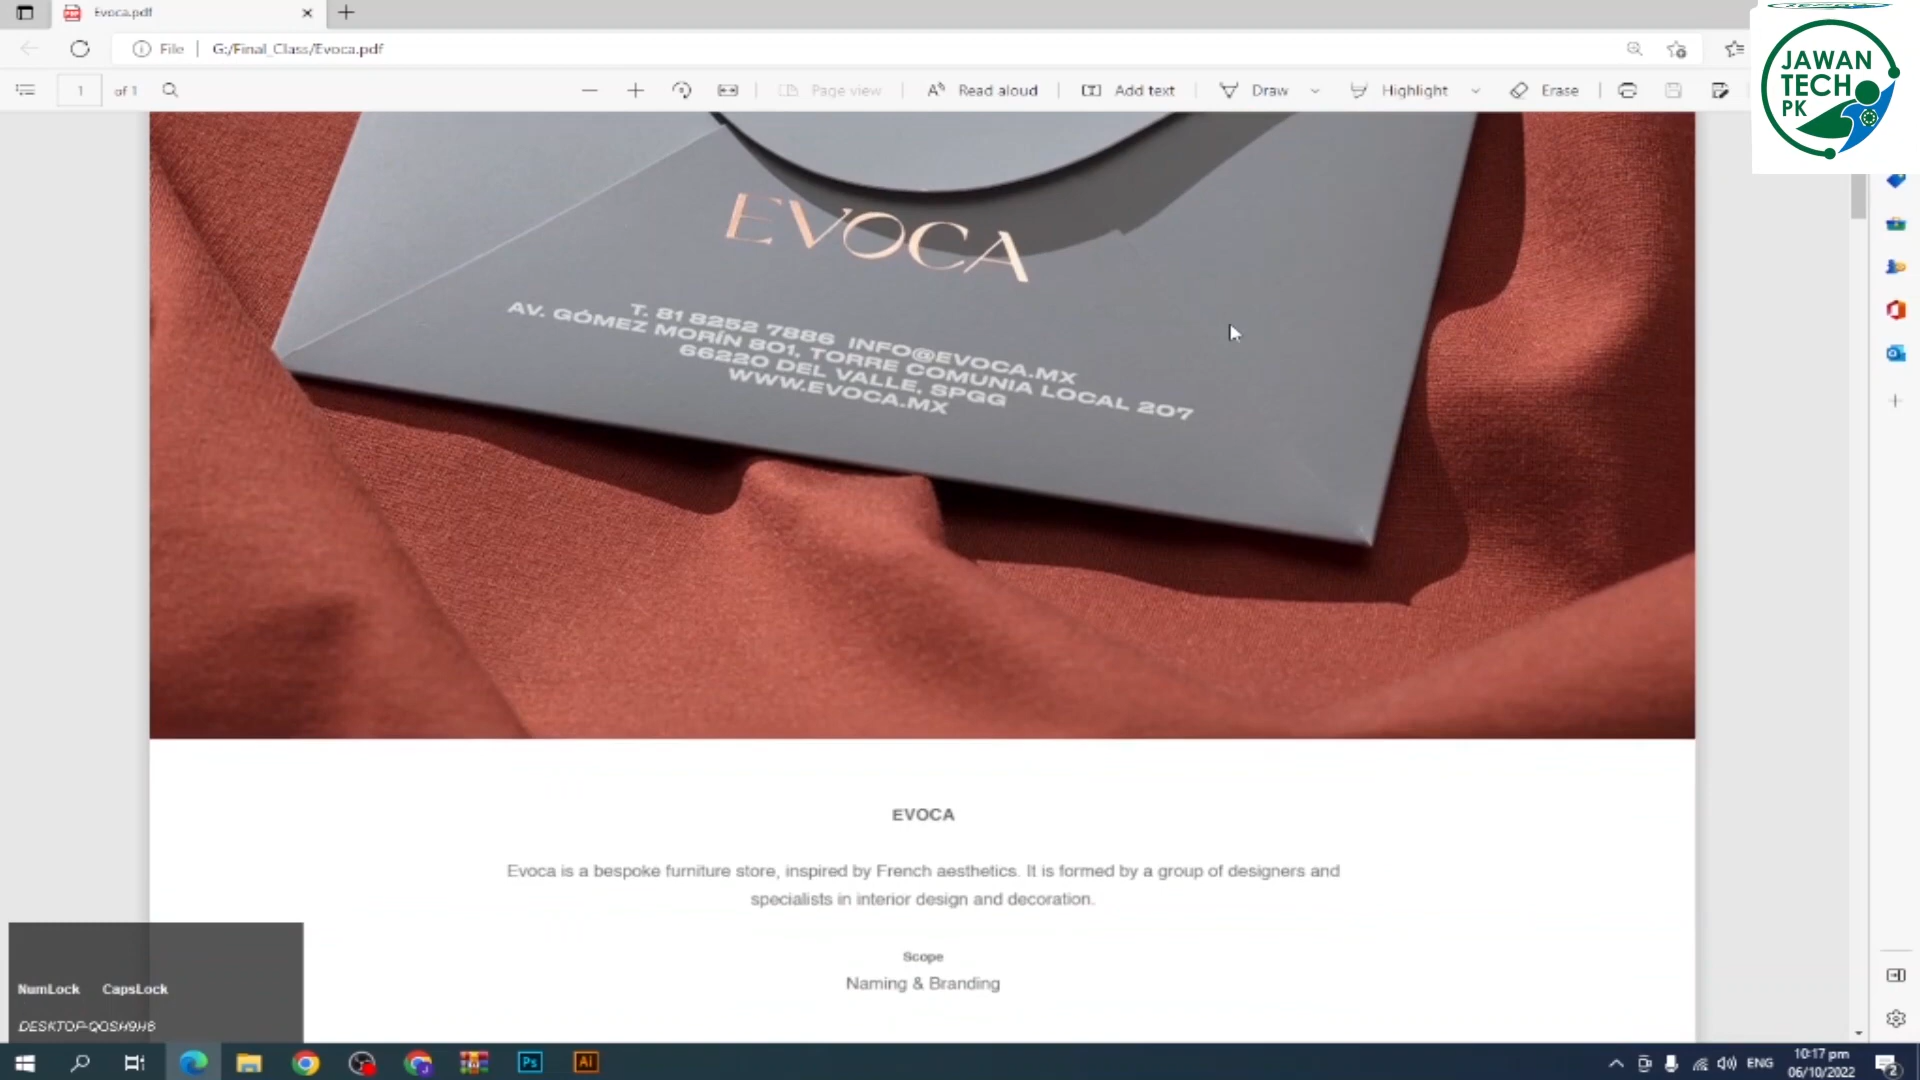 Evoca.pdf
File
G:/Final_Class/Evoca.pdf
1
of 1
Page view
Read aloud
Add text
Draw
Highlight
Erase
JAWAN
TECH
PK
EVOCA
T. 81 8252 7886 INFO@EVOCA.MX
AV. GÓMEZ MORÍN 801, TORRE COMUNIA LOCAL 207
66220 DEL VALLE, SPGG
WWW.EVOCA.MX
EVOCA
Evoca is a bespoke furniture store, inspired by French aesthetics. It is formed by a group of designers and
specialists in interior design and decoration.
Scope
Naming & Branding
NumLock CapsLock
DESKTOP-QOSH9H6
Ps
Ai
ENG
10:17 pm
06/10/2022
2